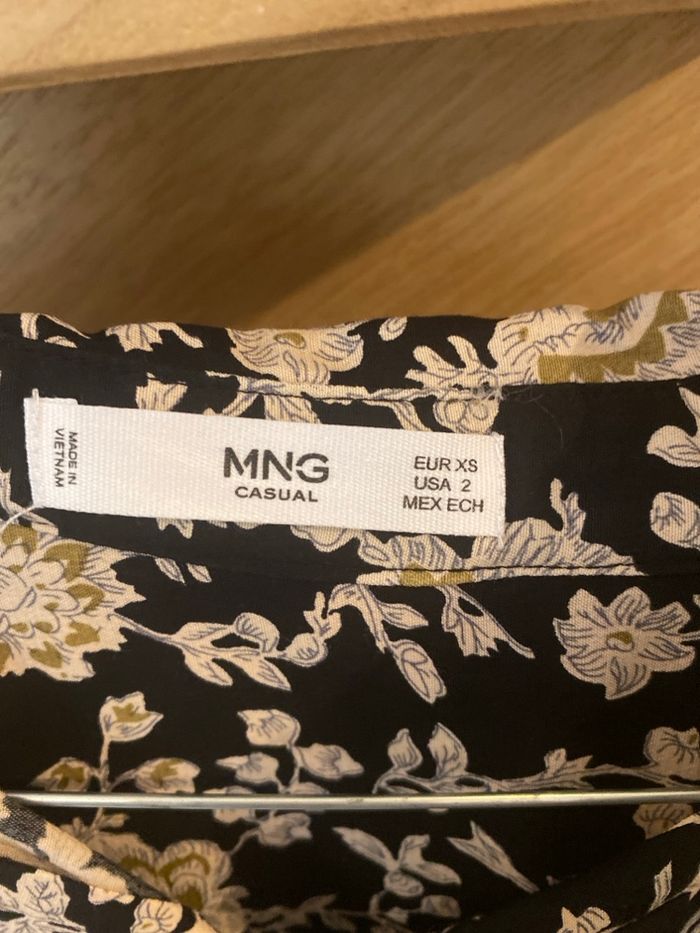 MADE IN
VIETNAM
MNG
CASUAL
EUR XS
USA 2
MEX ECH